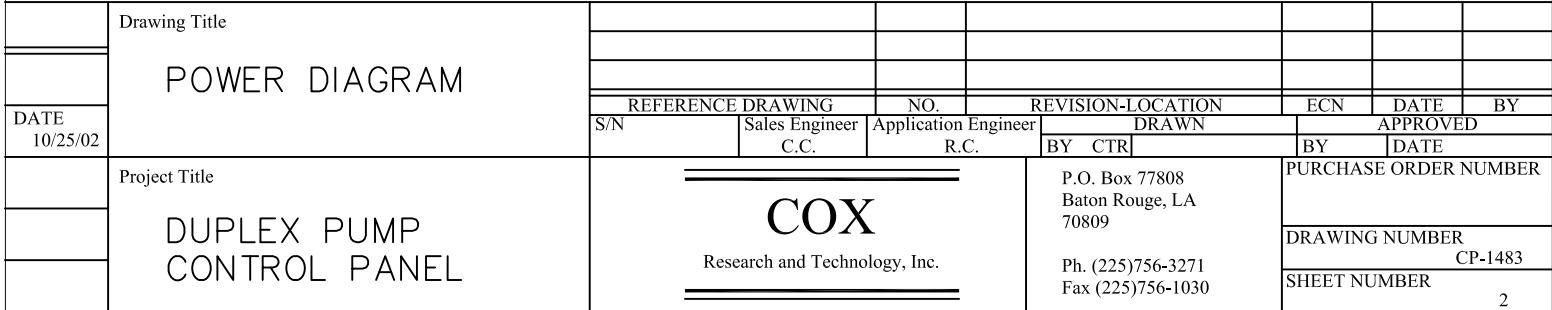 Drawing Title
POWER DIAGRAM
DATE
10/25/02
REFERENCE DRAWING NO. REVISION-LOCATION ECN DATE BY
S/N Sales Engineer Application Engineer DRAWN APPROVED
C.C. R.C. BY CTR BY DATE
Project Title
DUPLEX PUMP
CONTROL PANEL
COX
Research and Technology, Inc.
P.O. Box 77808
Baton Rouge, LA
70809
Ph. (225)756-3271
Fax (225)756-1030
PURCHASE ORDER NUMBER
DRAWING NUMBER
CP-1483
SHEET NUMBER
2